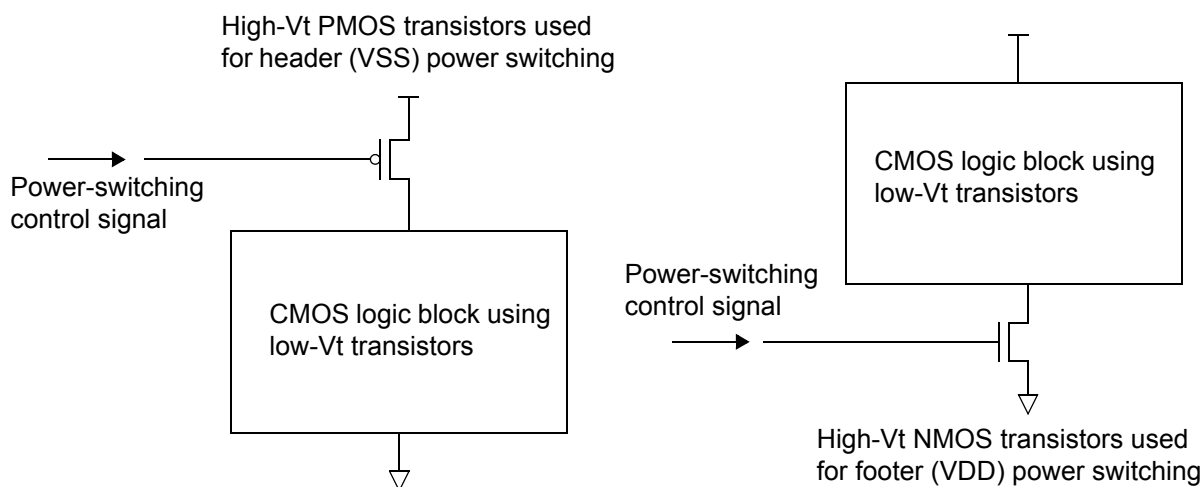 High-Vt PMOS transistors used
for header (VSS) power switching
Power-switching
control signal
CMOS logic block using
low-Vt transistors
CMOS logic block using
low-Vt transistors
Power-switching
control signal
High-Vt NMOS transistors used
for footer (VDD) power switching